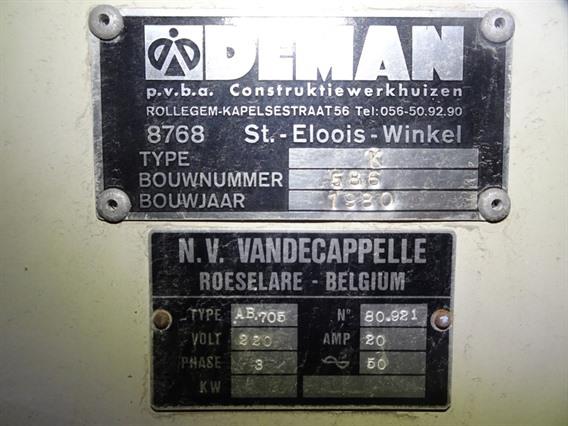 DEMAN
p.v.b.a. Construktiewerkhuizen
ROLLEGEM-KAPELSESTRAAT 56 Tel:056-50.92.90
8768 St.-Eloois-Winkel
TYPE K
BOUWNUMMER 586
BOUWJAAR 1980
N.V. VANDECAPPELLE
ROESELARE - BELGIUM
TYPE AB.705 N° 80.921
VOLT 220 AMP 20
PHASE 3 50
KW